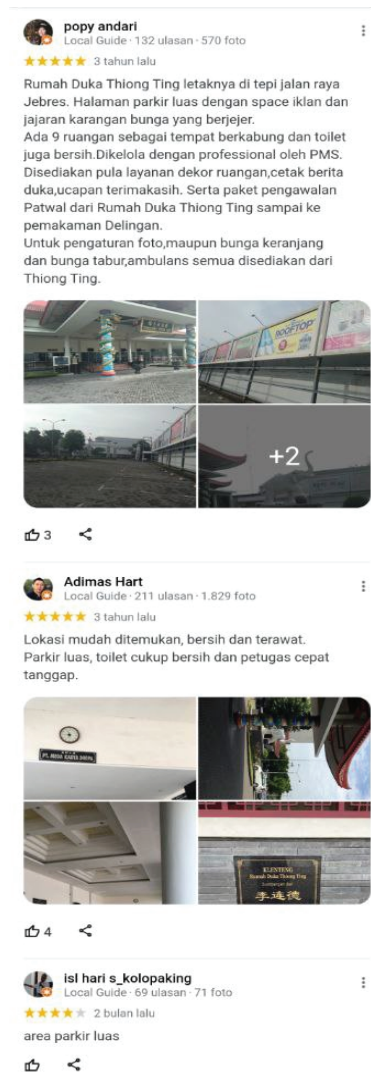 popy andari
Local Guide · 132 ulasan · 570 foto
3 tahun lalu
Rumah Duka Thiong Ting letaknya di tepi jalan raya
Jebres. Halaman parkir luas dengan space iklan dan
jajaran karangan bunga yang berjejer.
Ada 9 ruangan sebagai tempat berkabung dan toilet
juga bersih.Dikelola dengan professional oleh PMS.
Disediakan pula layanan dekor ruangan,cetak berita
duka,ucapan terimakasih. Serta paket pengawalan
Patwal dari Rumah Duka Thiong Ting sampai ke
pemakaman Delingan.
Untuk pengaturan foto,maupun bunga keranjang
dan bunga tabur,ambulans semua disediakan dari
Thiong Ting.
ROOFTOP
+2
3
Adimas Hart
Local Guide · 211 ulasan · 1.829 foto
3 tahun lalu
Lokasi mudah ditemukan, bersih dan terawat.
Parkir luas, toilet cukup bersih dan petugas cepat
tanggap.
KLENTENG
Rumah Duka Thiong Ting
李连德
4
isl hari s_kolopaking
Local Guide · 69 ulasan · 71 foto
2 bulan lalu
area parkir luas